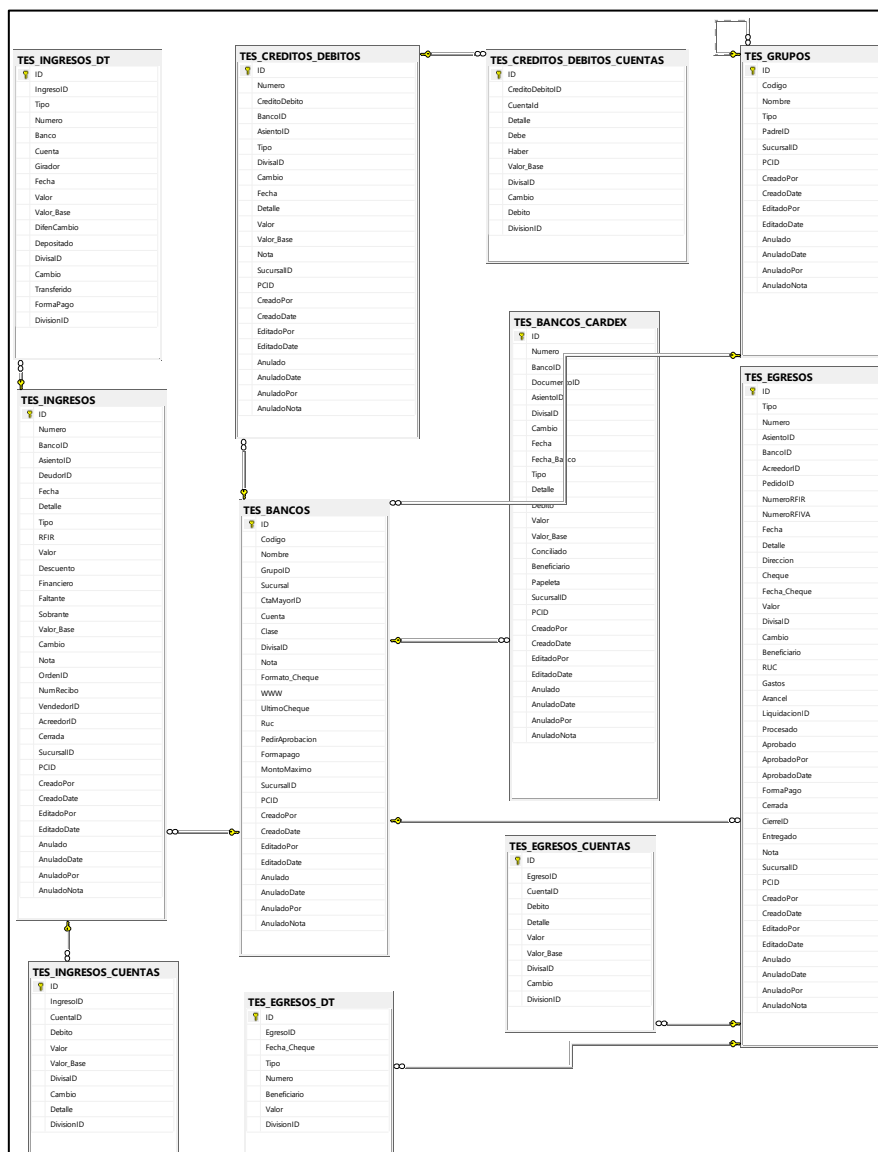 TES_INGRESOS_DT
ID
IngresoID
Tipo
Numero
Banco
Cuenta
Girador
Fecha
Valor
Valor_Base
DifenCambio
Depositado
DivisaID
Cambio
Transferido
FormaPago
DivisionID
TES_INGRESOS
ID
Numero
BancoID
AsientoID
DeudorID
Fecha
Detalle
Tipo
RFIR
Valor
Descuento
Financiero
Faltante
Sobrante
Valor_Base
Cambio
Nota
OrdenID
NumRecibo
VendedorID
AcreedorID
Cerrada
SucursalID
PCID
CreadoPor
CreadoDate
EditadoPor
EditadoDate
Anulado
AnuladoDate
AnuladoPor
AnuladoNota
TES_INGRESOS_CUENTAS
ID
IngresoID
CuentaID
Debito
Valor
Valor_Base
DivisaID
Cambio
Detalle
DivisionID
TES_CREDITOS_DEBITOS
ID
Numero
CreditoDebito
BancoID
AsientoID
Tipo
DivisaID
Cambio
Fecha
Detalle
Valor
Valor_Base
Nota
SucursalID
PCID
CreadoPor
CreadoDate
EditadoPor
EditadoDate
Anulado
AnuladoDate
AnuladoPor
AnuladoNota
TES_BANCOS
ID
Codigo
Nombre
GrupoID
Sucursal
CtaMayorID
Cuenta
Clase
DivisaID
Nota
Formato_Cheque
WWW
UltimoCheque
Ruc
PedirAprobacion
Formapago
MontoMaximo
SucursalID
PCID
CreadoPor
CreadoDate
EditadoPor
EditadoDate
Anulado
AnuladoDate
AnuladoPor
AnuladoNota
TES_EGRESOS_DT
ID
EgresoID
Fecha_Cheque
Tipo
Numero
Beneficiario
Valor
DivisionID
TES_CREDITOS_DEBITOS_CUENTAS
ID
CreditoDebitoID
CuentaId
Detalle
Debe
Haber
Valor_Base
DivisaID
Cambio
Debito
DivisionID
TES_BANCOS_CARDEX
ID
Numero
BancoID
DocumentoID
AsientoID
DivisaID
Cambio
Fecha
Fecha_Banco
Tipo
Detalle
Debito
Valor
Valor_Base
Conciliado
Beneficiario
Papeleta
SucursalID
PCID
CreadoPor
CreadoDate
EditadoPor
EditadoDate
Anulado
AnuladoDate
AnuladoPor
AnuladoNota
TES_EGRESOS_CUENTAS
ID
EgresoID
CuentaID
Debito
Detalle
Valor
Valor_Base
DivisaID
Cambio
DivisionID
TES_GRUPOS
ID
Codigo
Nombre
Tipo
PadreID
SucursalID
PCID
CreadoPor
CreadoDate
EditadoPor
EditadoDate
Anulado
AnuladoDate
AnuladoPor
AnuladoNota
TES_EGRESOS
ID
Tipo
Numero
AsientoID
BancoID
AcreedorID
PedidoID
NumeroRFIR
NumeroRFIVA
Fecha
Detalle
Direccion
Cheque
Fecha_Cheque
Valor
DivisaID
Cambio
Beneficiario
RUC
Gastos
Arancel
LiquidacionID
Procesado
Aprobado
AprobadoPor
AprobadoDate
FormaPago
Cerrada
CierreID
Entregado
Nota
SucursalID
PCID
CreadoPor
CreadoDate
EditadoPor
EditadoDate
Anulado
AnuladoDate
AnuladoPor
AnuladoNota